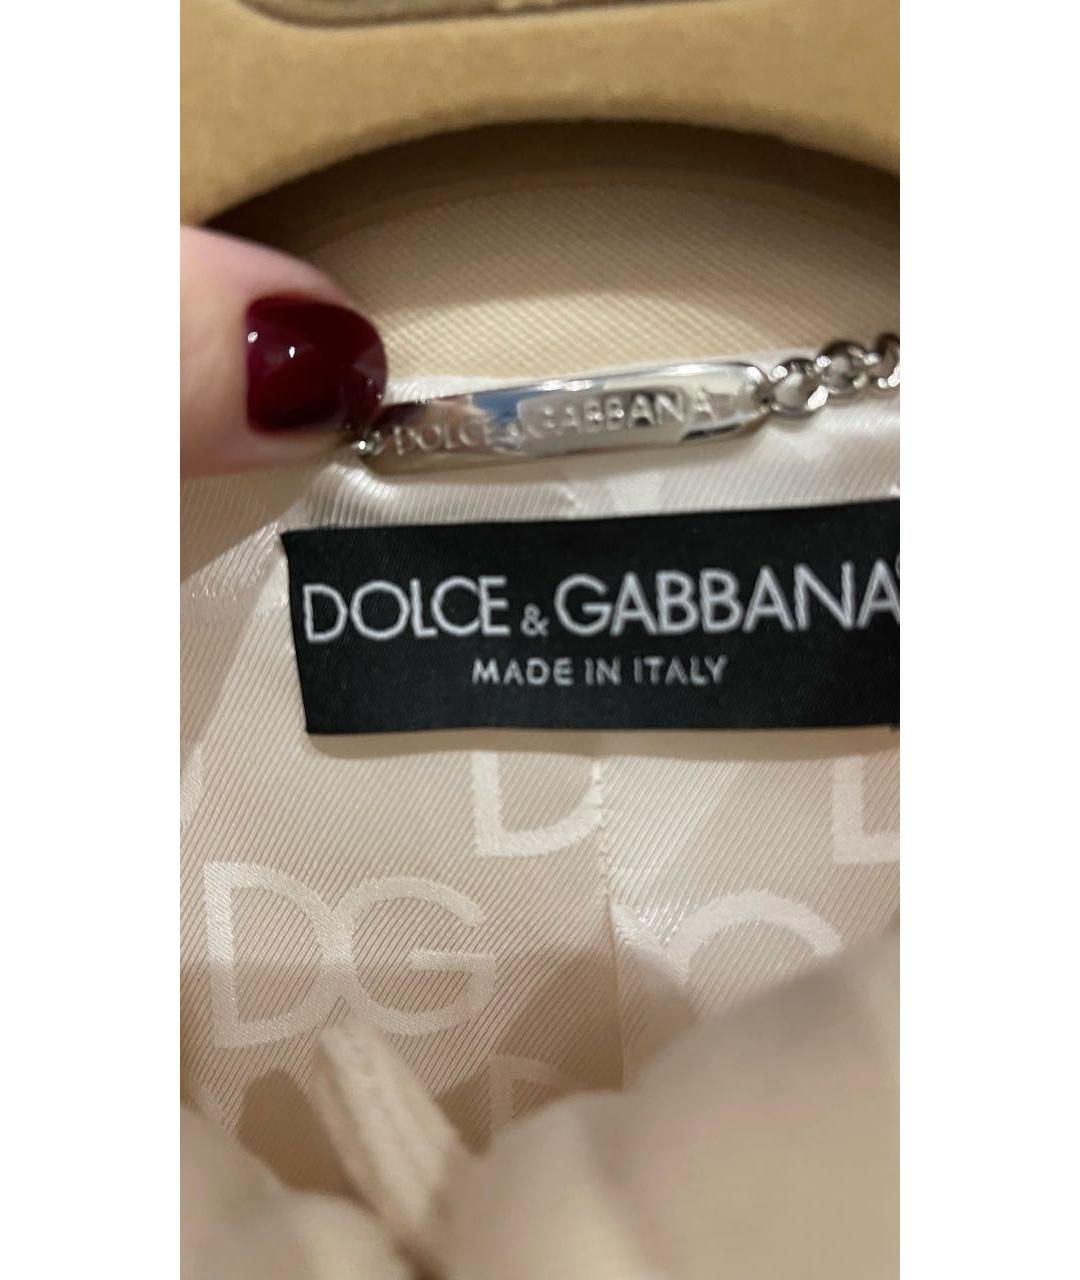 DOLCE & GABBANA
DOLCE & GABBANA
MADE IN ITALY
D
DG